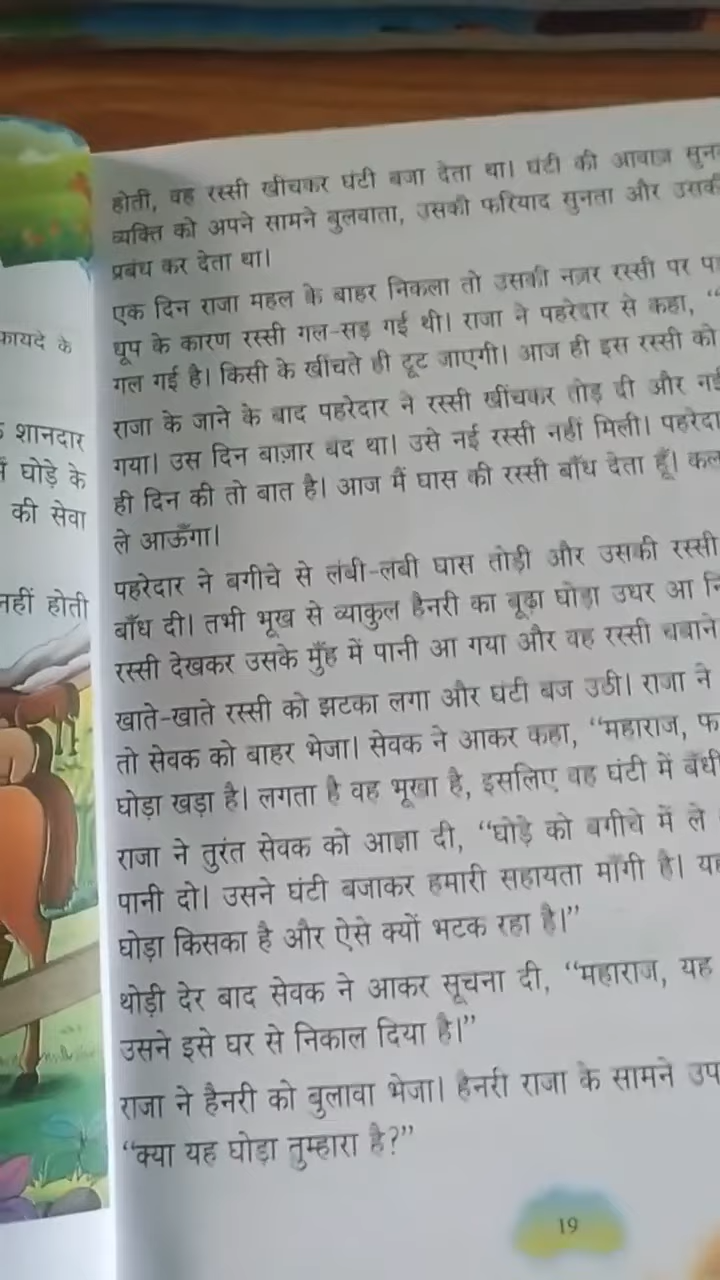 कायदे के
शानदार
घोड़े के
की सेवा
नहीं होती
होती, वह रस्सी खींचकर घंटी बजा देता था। घंटी की आवाज़
व्यक्ति को अपने सामने बुलवाता, उसकी फरियाद सुनता और
प्रबंध कर देता था।
एक दिन राजा महल के बाहर निकला तो उसकी नज़र रस्सी पर
धूप के कारण रस्सी गल-सड़ गई थी। राजा ने पहरेदार से कहा, “
गल गई है। किसी के खींचते ही टूट जाएगी। आज ही इस रस्सी को
राजा के जाने के बाद पहरेदार ने रस्सी खींचकर तोड़ दी और
गया। उस दिन बाज़ार बंद था। उसे नई रस्सी नहीं मिली।
ही दिन की तो बात है। आज मैं घास की रस्सी बाँध देता हूँ। कल
ले आऊँगा।
पहरेदार ने बगीचे से लंबी-लंबी घास तोड़ी और उसकी रस्सी
बाँध दी। तभी भूख से व्याकुल हैनरी का बूढ़ा घोड़ा उधर आ
रस्सी देखकर उसके मुँह में पानी आ गया और वह रस्सी चबाने
खाते-खाते रस्सी को झटका लगा और घंटी बज उठी। राजा ने
तो सेवक को बाहर भेजा। सेवक ने आकर कहा, “महाराज,
घोड़ा खड़ा है। लगता है वह भूखा है, इसलिए वह घंटी में
राजा ने तुरंत सेवक को आज्ञा दी, “घोड़े को बगीचे में ले
पानी दो। उसने घंटी बजाकर हमारी सहायता माँगी है।
घोड़ा किसका है और ऐसे क्यों भटक रहा है।”
थोड़ी देर बाद सेवक ने आकर सूचना दी, “महाराज, यह
उसने इसे घर से निकाल दिया है।”
राजा ने हैनरी को बुलावा भेजा। हैनरी राजा के सामने
“क्या यह घोड़ा तुम्हारा है?”
19